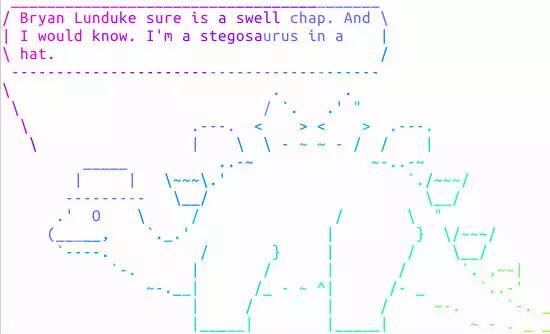 Bryan Lunduke sure is a swell chap. And
I would know. I'm a stegosaurus in a
hat.